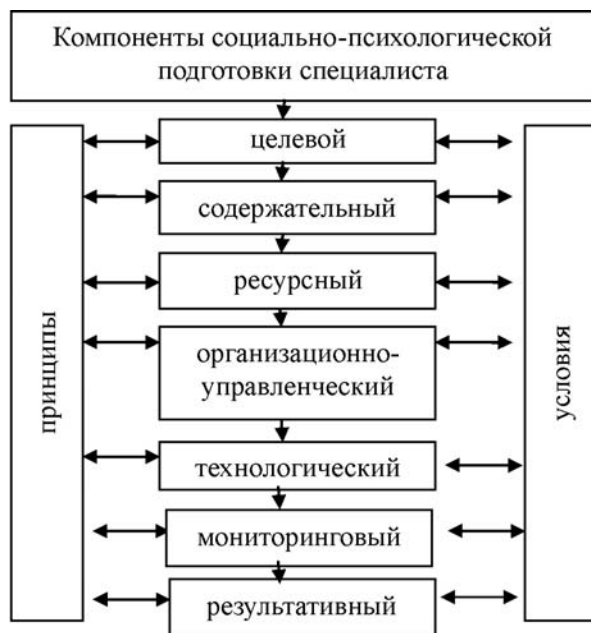 Компоненты социально-психологической
подготовки специалиста
целевой
содержательный
ресурсный
организационно-
управленческий
технологический
мониторинговый
результативный
принципы
условия